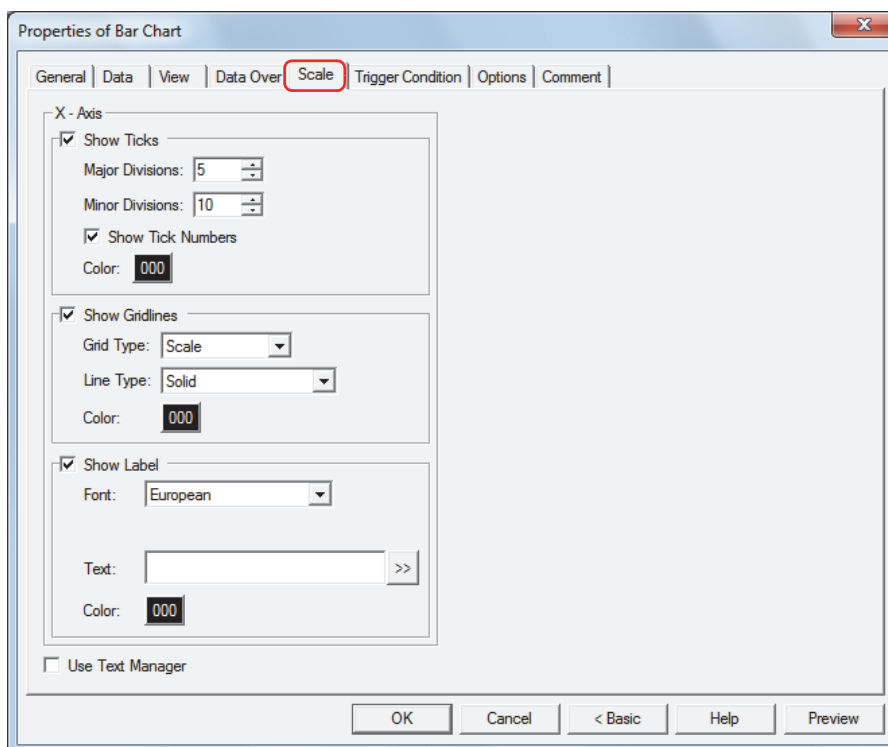 Properties of Bar Chart
General Data View Data Over Scale Trigger Condition Options Comment
X - Axis
Show Ticks
Major Divisions: 5
Minor Divisions: 10
Show Tick Numbers
Color: 000
Show Gridlines
Grid Type: Scale
Line Type: Solid
Color: 000
Show Label
Font: European
Text: >>
Color: 000
Use Text Manager
OK Cancel < Basic Help Preview